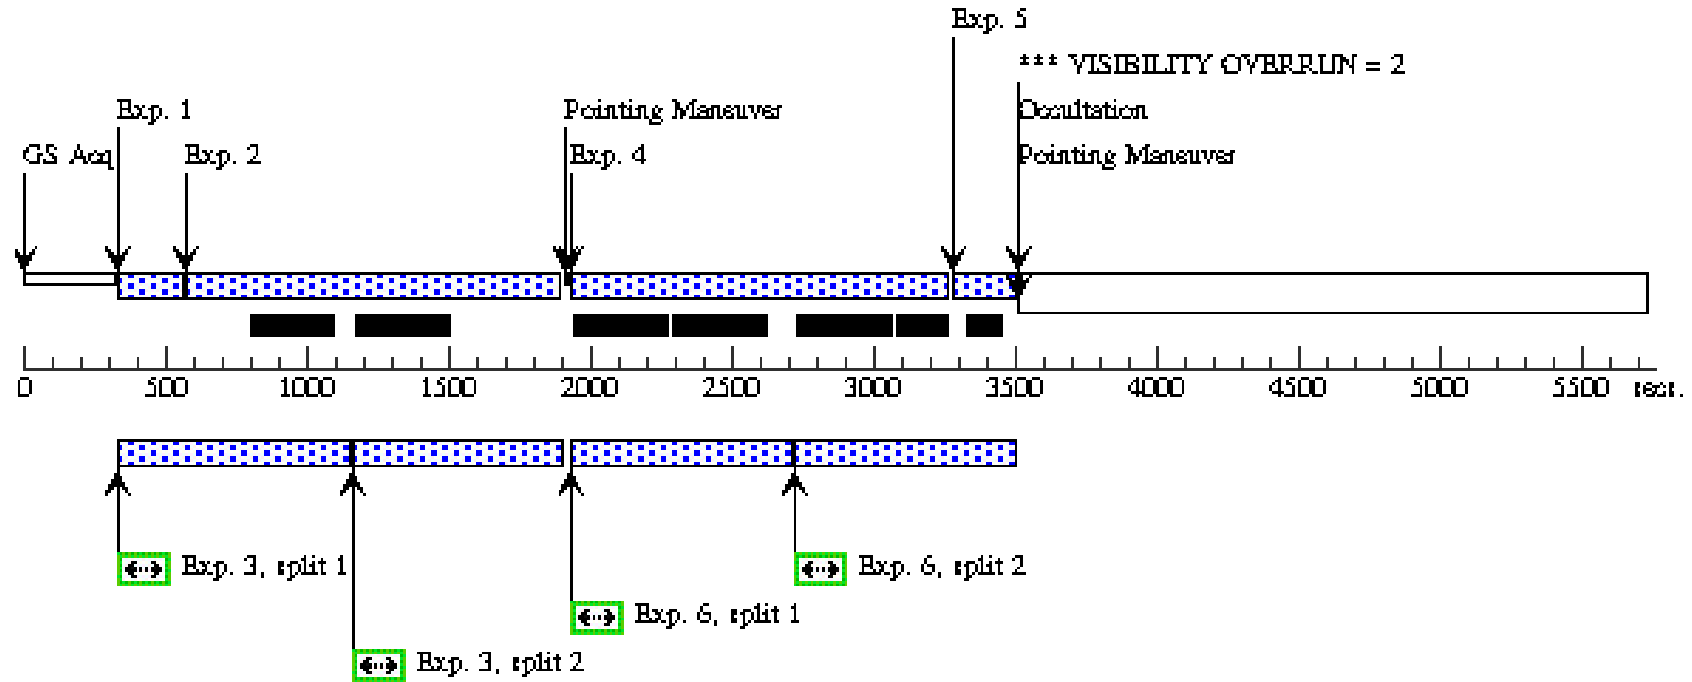 Exp. 5
*** VISIBILITY OVERRUN = 2
Exp. 1
Pointing Maneuver
Occultation
GS Acq
Exp. 2
Exp. 4
Pointing Maneuver
0 500 1000 1500 2000 2500 3000 3500 4000 4500 5000 5500 secs.
Exp. 3, split 1
Exp. 6, split 2
Exp. 6, split 1
Exp. 3, split 2